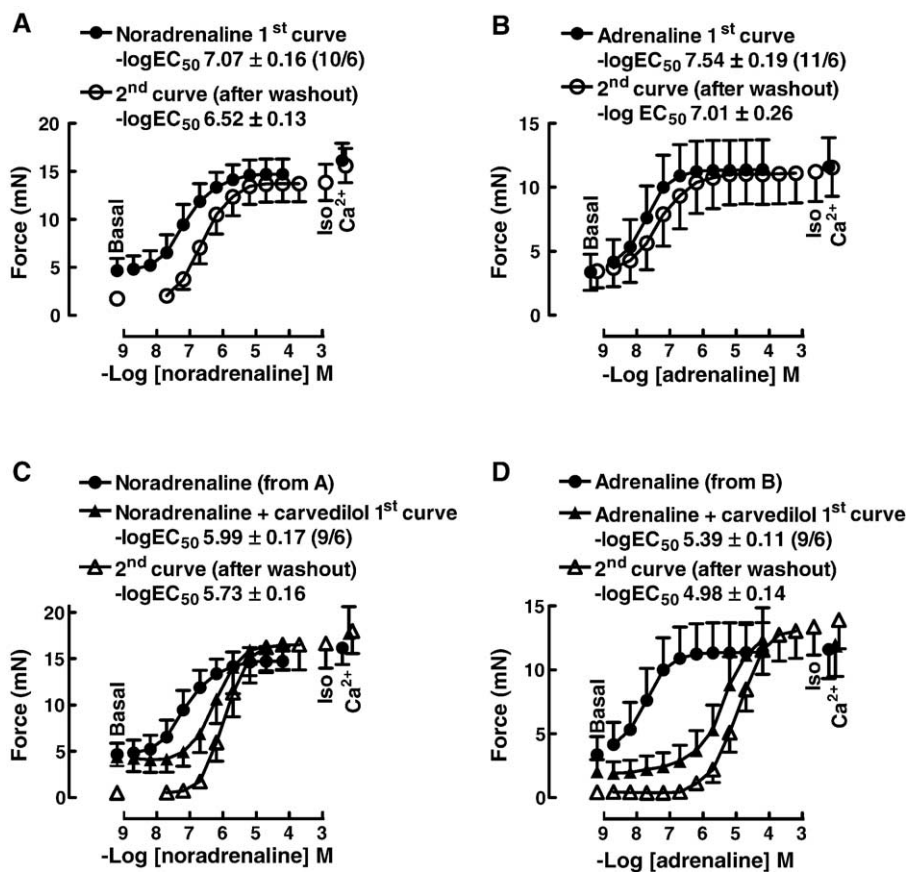 A
Noradrenaline 1st curve
-logEC50 7.07 ± 0.16 (10/6)
2nd curve (after washout)
-logEC50 6.52 ± 0.13
20
15
10
5
0
Force (mN)
Basal
Iso
Ca2+
9 8 7 6 5 4 3
-Log [noradrenaline] M
B
Adrenaline 1st curve
-logEC50 7.54 ± 0.19 (11/6)
2nd curve (after washout)
-log EC50 7.01 ± 0.26
15
10
5
0
Force (mN)
Basal
Iso
Ca2+
9 8 7 6 5 4 3
-Log [adrenaline] M
C
Noradrenaline (from A)
Noradrenaline + carvedilol 1st curve
-logEC50 5.99 ± 0.17 (9/6)
2nd curve (after washout)
-logEC50 5.73 ± 0.16
20
15
10
5
0
Force (mN)
Basal
Iso
Ca2+
9 8 7 6 5 4 3
-Log [noradrenaline] M
D
Adrenaline (from B)
Adrenaline + carvedilol 1st curve
-logEC50 5.39 ± 0.11 (9/6)
2nd curve (after washout)
-logEC50 4.98 ± 0.14
15
10
5
0
Force (mN)
Basal
Iso
Ca2+
9 8 7 6 5 4 3
-Log [adrenaline] M